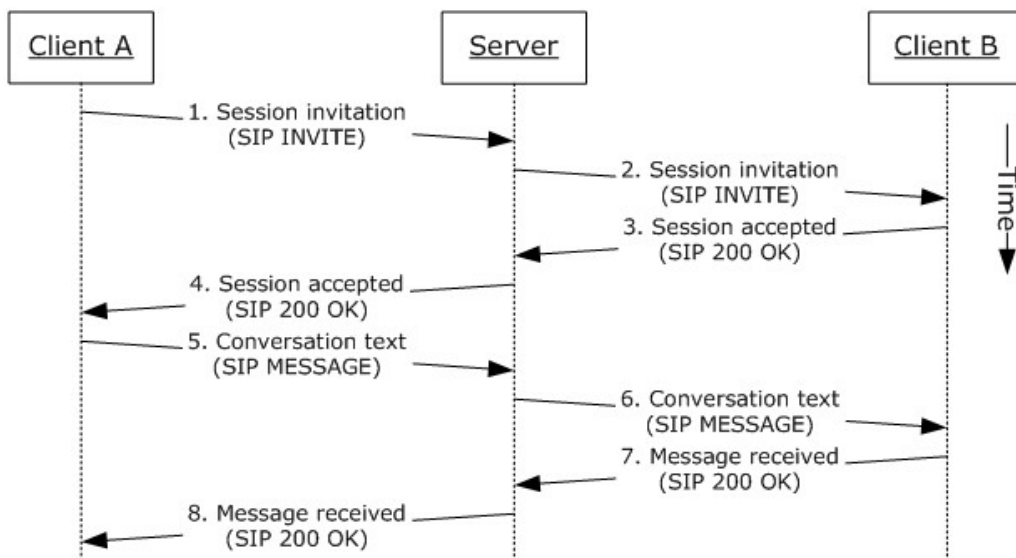 Client A
Server
Client B
1. Session invitation
(SIP INVITE)
2. Session invitation
(SIP INVITE)
Time
3. Session accepted
(SIP 200 OK)
4. Session accepted
(SIP 200 OK)
5. Conversation text
(SIP MESSAGE)
6. Conversation text
(SIP MESSAGE)
7. Message received
(SIP 200 OK)
8. Message received
(SIP 200 OK)